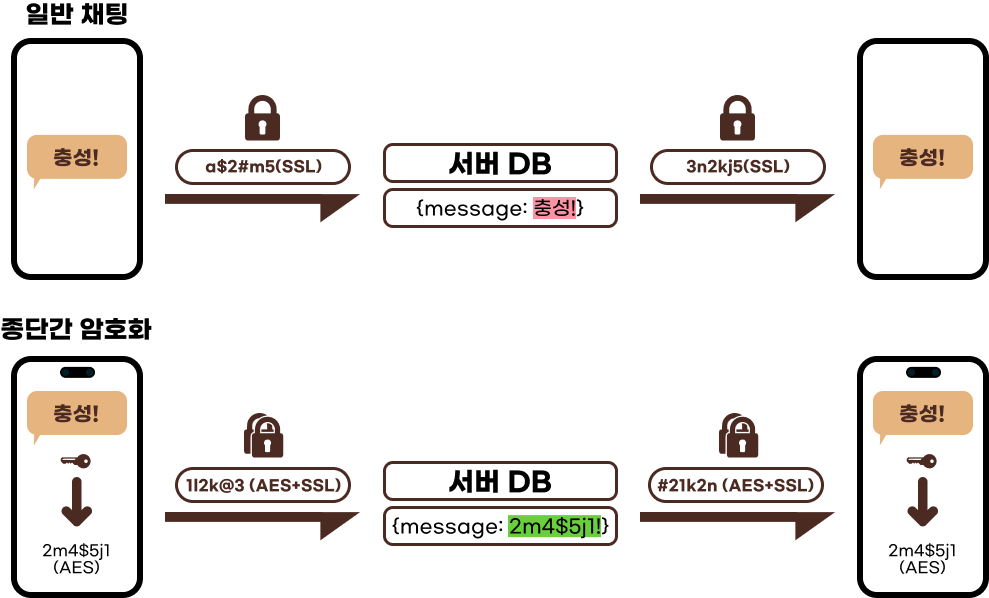 일반 채팅
충성!
a$2#m5(SSL)
서버 DB
{message: 충성!}
3n2kj5(SSL)
충성!
종단간 암호화
충성!
2m4$5j1
(AES)
1l2k@3 (AES+SSL)
서버 DB
{message: 2m4$5j1!}
#21k2n (AES+SSL)
충성!
2m4$5j1
(AES)